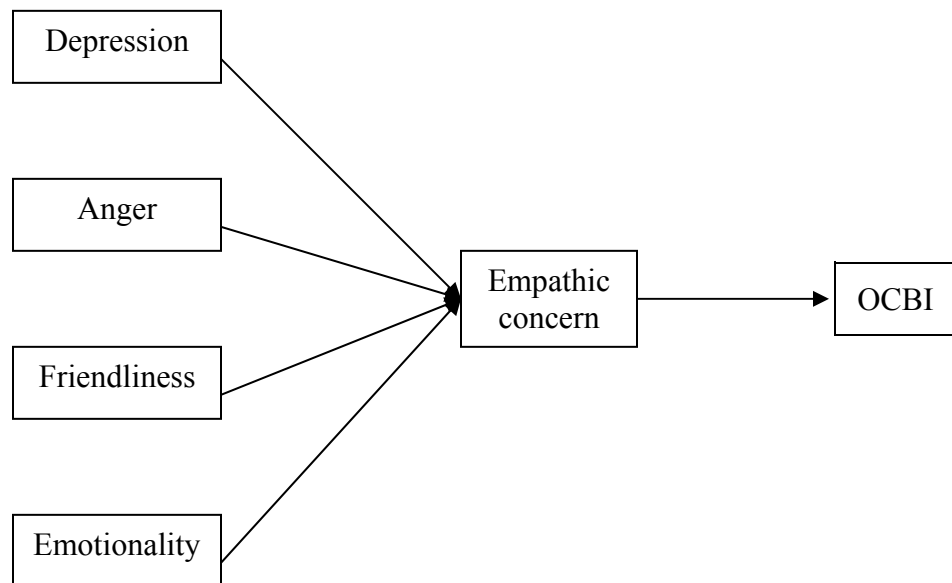 Depression
Anger
Empathic
concern
OCBI
Friendliness
Emotionality